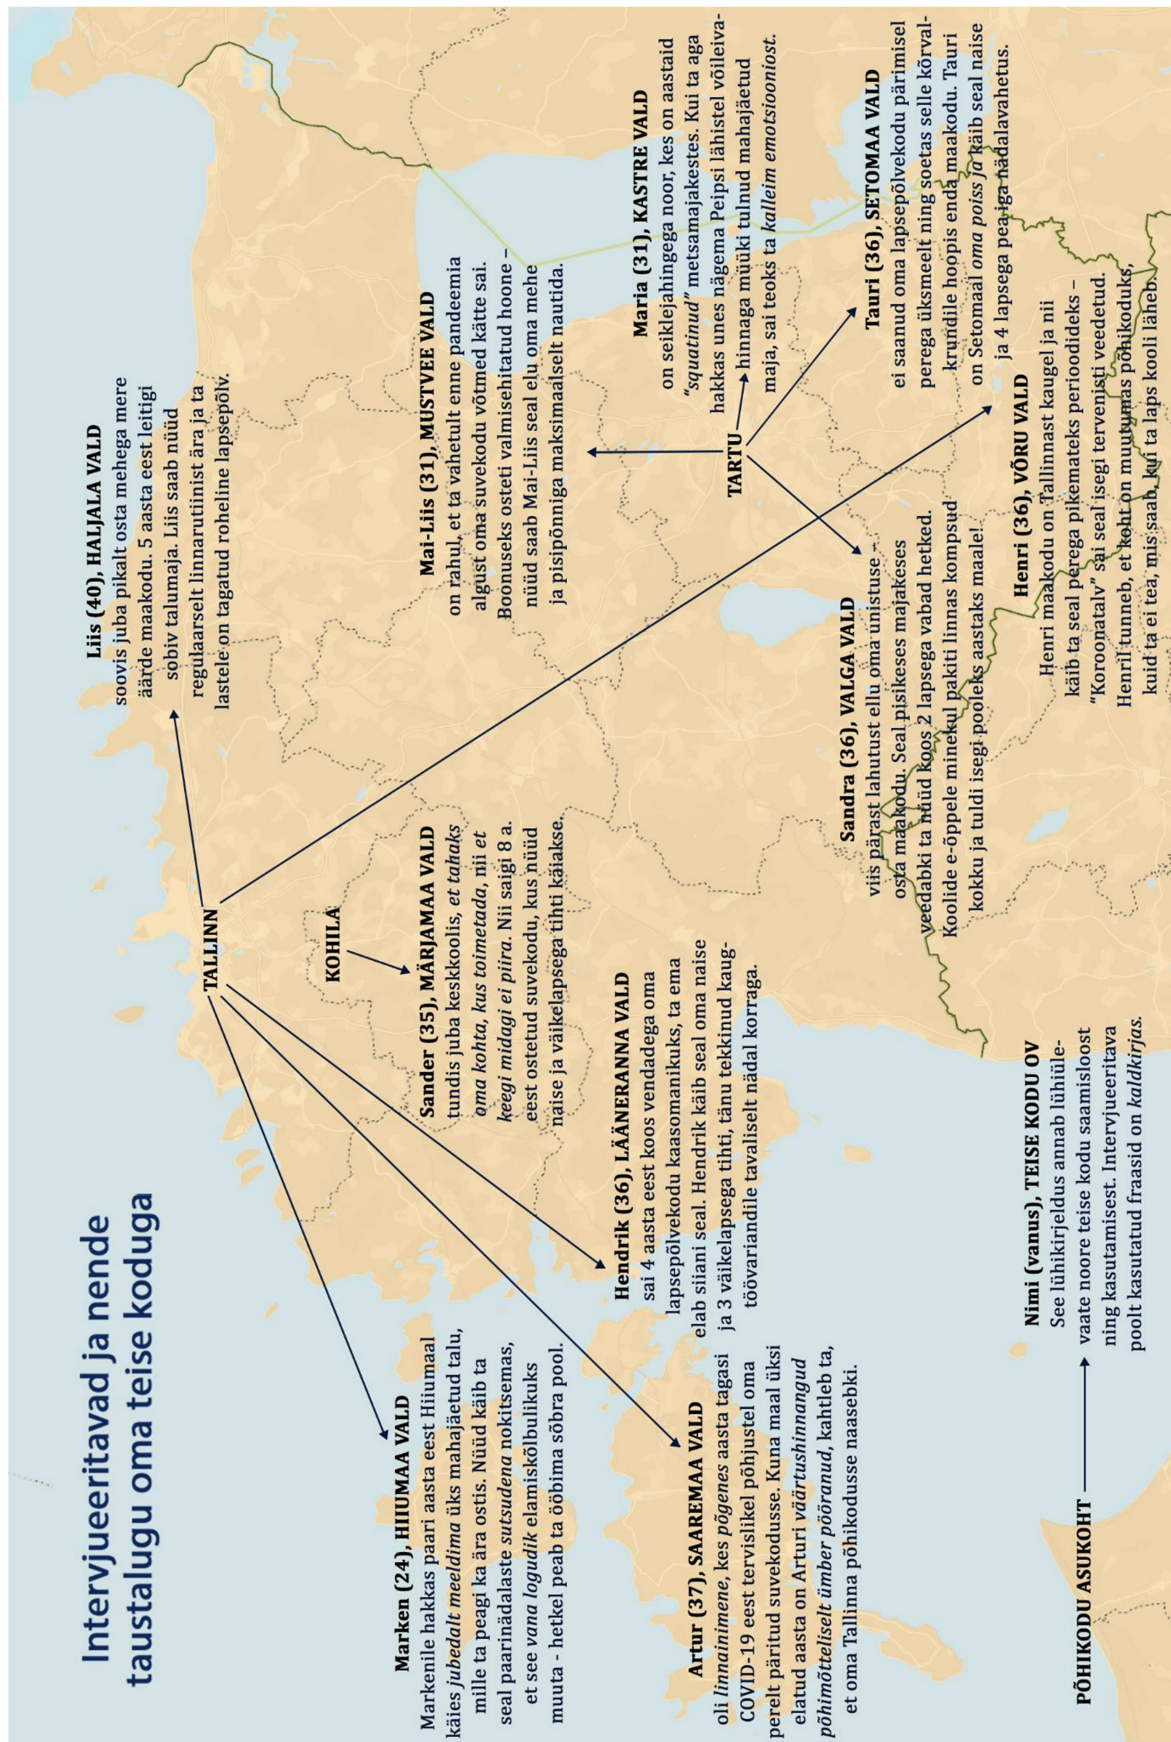 Intervjueeritavad ja nende
taustalugu oma teise koduga
Liis (40), HALJALA VALD
soovis juba pikalt osta mehega mere
äärde maakodu. 5 aasta eest leitigi
sobiv talumaja. Liis saab nüüd
regulaarselt linnarutiinist ära ja ta
lastele on tagatud roheline lapsepõlv.
TALLINN
KOHILA
Marken (24), HIIUMAA VALD
Markenile hakkas paari aasta eest Hiiumaal
käies jubedalt meeldima üks mahajäetud talu,
mille ta peagi ka ära ostis. Nüüd käib ta
seal paarinädalaste sutsudena nokitsemas,
et see vana logudik elamiskõlbulikuks
muuta - hetkel peab ta ööbima sõbra pool.
Sander (35), MÄRJAMAA VALD
tundis juba keskkoolis, et tahaks
oma kohta, kus toimetada, nii et
keegi midagi ei piira. Nii saigi 8 a.
eest ostetud suvekodu, kus nüüd
naise ja väikelapsega tihti käiakse.
Mai-Liis (31), MUSTVEE VALD
on rahul, et ta vahetult enne pandeemia
algust oma suvekodu võtmed kätte sai.
Boonuseks osteti valmisehitatud hoone –
nüüd saab Mai-Liis seal elu oma mehe
ja pisipõnniga maksimaalselt nautida.
Hendrik (36), LÄÄNERANNA VALD
sai 4 aasta eest koos vendadega oma
lapsepõlvekodu kaasomanikuks, ta ema
elab siiani seal. Hendrik käib seal oma naise
ja 3 väikelapsega tihti, tänu tekkinud kaug-
töövariandile tavaliselt nädal korraga.
Maria (31), KASTRE VALD
on seiklejahingega noor, kes on aastaid
“squatinud” metsamajakestes. Kui ta aga
hakkas unes nägema Peipsi lähistel võileiva-
hinnaga müüki tulnud mahajäetud
maja, sai teoks ta kalleim emotsiooniost.
TARTU
Artur (37), SAAREMAA VALD
oli linnainimene, kes põgenes aasta tagasi
COVID-19 eest tervislikel põhjustel oma
perelt päritud suvekodusse. Kuna maal üksi
elatud aasta on Arturi väärtushinnangud
põhimõtteliselt ümber pööranud, kahtleb ta,
et oma Tallinna põhikodusse naasebki.
Sandra (36), VALGA VALD
viis pärast lahutust ellu oma unistuse –
osta maakodu. Seal pisikeses majakeses
veedabki ta nüüd koos 2 lapsega vabad hetked.
Koolide e-õppele minekul pakiti linnas kompsud
kokku ja tuldi isegi pooleks aastaks maale!
Tauri (36), SETOMAA VALD
ei saanud oma lapsepõlvekodu pärimisel
perega üksmeelt ning soetas selle kõrval-
krundile hoopis enda maakodu. Tauri
on Setomaal oma poiss ja käib seal naise
ja 4 lapsega pea iga nädalavahetus.
Henri (36), VÕRU VALD
Henri maakodu on Tallinnast kaugel ja nii
käib ta seal perega pikemateks perioodideks –
“Koroonatalv” sai seal isegi tervenisti veedetud.
Henril tunneb, et koht on muutumas põhikoduks,
kuid ta ei tea, mis saab, kui ta laps kooli läheb.
PÕHIKODU ASUKOHT
Nimi (vanus), TEISE KODU OV
See lühikirjeldus annab lühiüle-
vaate noore teise kodu saamisloost
ning kasutamisest. Intervjueeritava
poolt kasutatud fraasid on kaldkirjas.